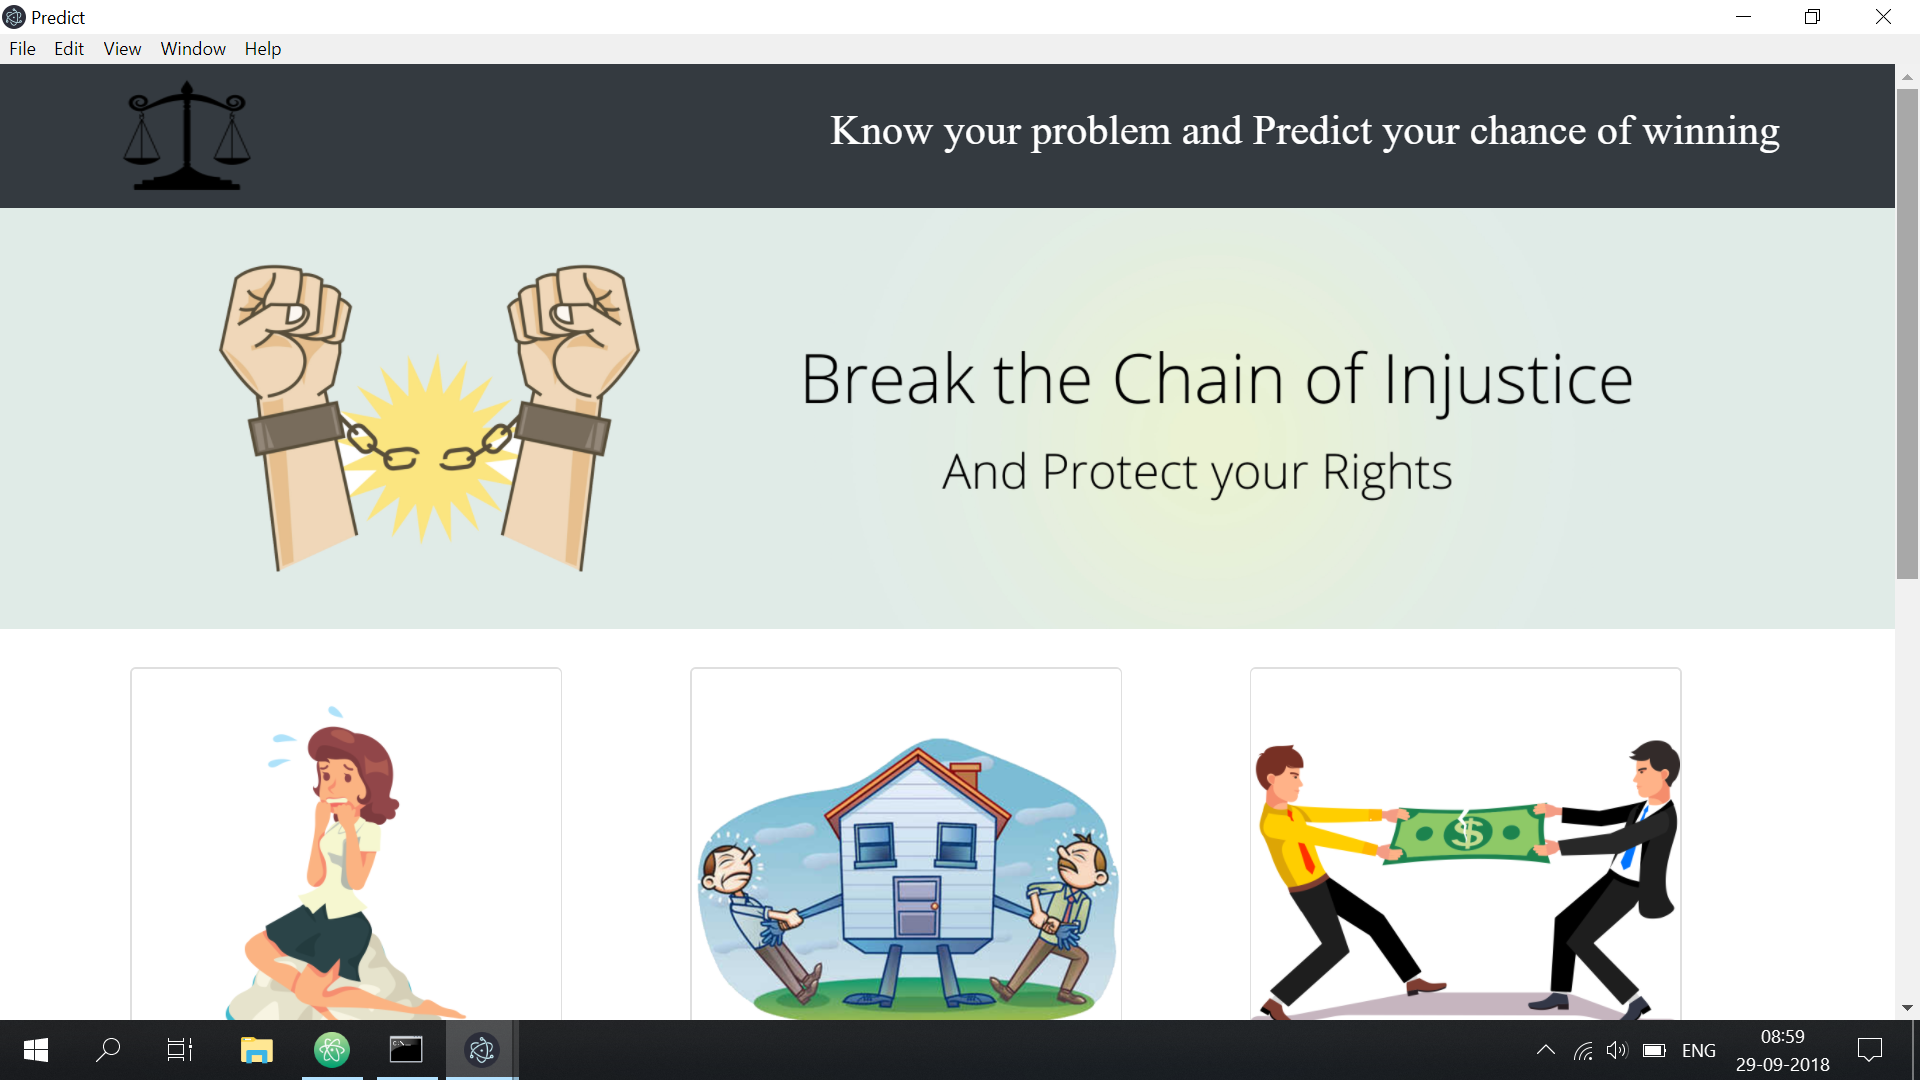 Predict
File Edit View Window Help
Know your problem and Predict your chance of winning
Break the Chain of Injustice
And Protect your Rights
$
C:\_
ENG
08:59
29-09-2018